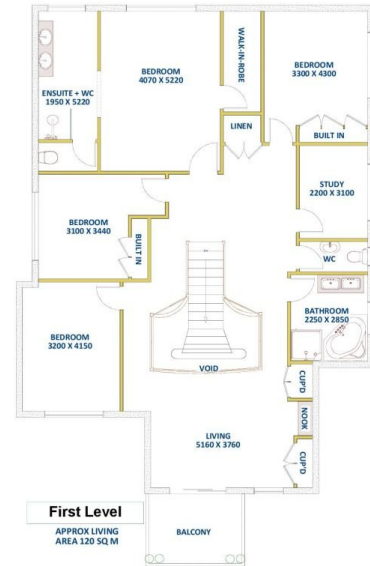 WALK-IN-ROBE
BEDROOM
3300 X 4300
BEDROOM
4070 X 5220
ENSUITE + WC
1950 X 5220
LINEN
BUILT IN
STUDY
2200 X 3100
BEDROOM
3100 X 3440
BUILT IN
WC
BATHROOM
2250 X 2850
BEDROOM
3200 X 4150
VOID
CUP'D
NOOK
LIVING
5160 X 3760
CUP'D
First Level
APPROX LIVING
AREA 120 SQ M
BALCONY